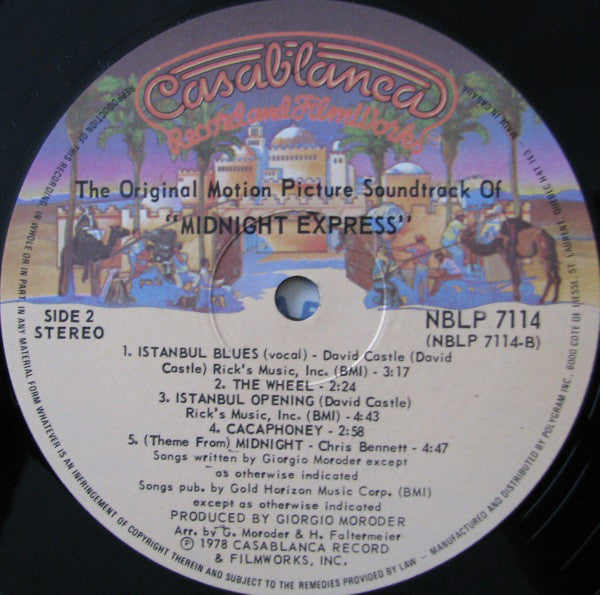 Casablanca
Record and FilmWorks
The Original Motion Picture Soundtrack Of
"MIDNIGHT EXPRESS"
SIDE 2
STEREO
NBLP 7114
(NBLP 7114-B)
1. ISTANBUL BLUES (vocal) - David Castle (David
Castle) Rick's Music, Inc. (BMI) - 3:17
2. THE WHEEL - 2:24
3. ISTANBUL OPENING (David Castle)
Rick's Music, Inc. (BMI) - 4:43
4. CACAPHONEY - 2:58
5. (Theme From) MIDNIGHT - Chris Bennett - 4:47
Songs written by Giorgio Moroder except
as otherwise indicated
Songs pub. by Gold Horizon Music Corp. (BMI)
except as otherwise indicated
PRODUCED BY GIORGIO MORODER
Arr. by G. Moroder & H. Faltermeier
℗ 1978 CASABLANCA RECORD
& FILMWORKS, INC.
REPRODUCTION OF THIS RECORDING IN WHOLE OR IN PART IN ANY MATERIAL FORM WHATEVER IS AN INFRINGEMENT OF COPYRIGHT THEREIN AND SUBJECT TO THE REMEDIES PROVIDED BY LAW – MANUFACTURED AND DISTRIBUTED BY POLYGRAM INC., 6000 COTE DE LIESSE, ST LAURENT, QUEBEC H4T 1E3
MADE IN CANADA